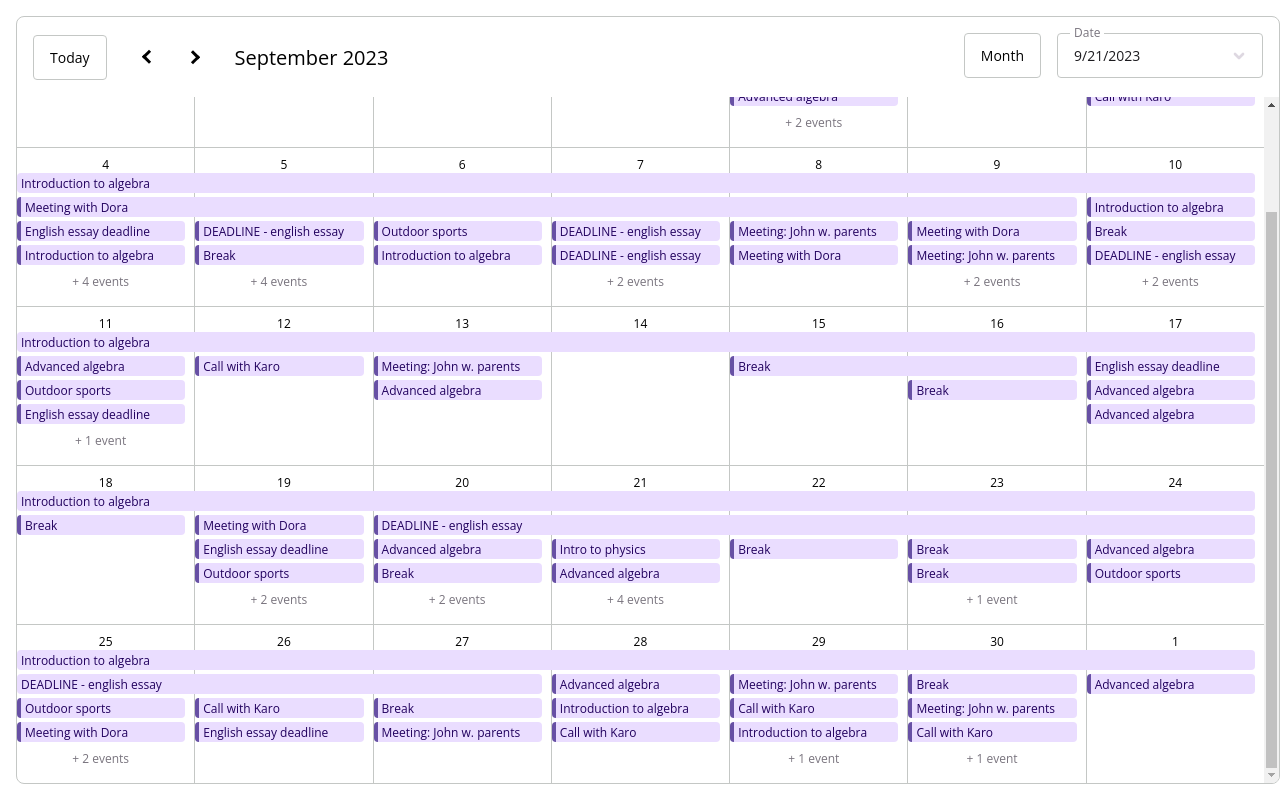 Today
September 2023
Month
Date
9/21/2023
Advanced algebra
Call with Karo
+ 2 events
4 5 6 7 8 9 10
Introduction to algebra
Meeting with Dora
Introduction to algebra
English essay deadline
DEADLINE - english essay
Outdoor sports
DEADLINE - english essay
Meeting: John w. parents
Meeting with Dora
Break
Introduction to algebra
Break
Introduction to algebra
DEADLINE - english essay
Meeting with Dora
Meeting: John w. parents
DEADLINE - english essay
+ 4 events
+ 4 events
+ 2 events
+ 2 events
+ 2 events
11 12 13 14 15 16 17
Introduction to algebra
Advanced algebra
Call with Karo
Meeting: John w. parents
Break
English essay deadline
Outdoor sports
Advanced algebra
Break
Advanced algebra
English essay deadline
Advanced algebra
+ 1 event
18 19 20 21 22 23 24
Introduction to algebra
Break
Meeting with Dora
DEADLINE - english essay
English essay deadline
Advanced algebra
Intro to physics
Break
Break
Advanced algebra
Outdoor sports
Break
Advanced algebra
Break
Outdoor sports
+ 2 events
+ 2 events
+ 4 events
+ 1 event
25 26 27 28 29 30 1
Introduction to algebra
DEADLINE - english essay
Advanced algebra
Meeting: John w. parents
Break
Advanced algebra
Outdoor sports
Call with Karo
Break
Introduction to algebra
Call with Karo
Meeting: John w. parents
Meeting with Dora
English essay deadline
Meeting: John w. parents
Call with Karo
Introduction to algebra
Call with Karo
+ 2 events
+ 1 event
+ 1 event